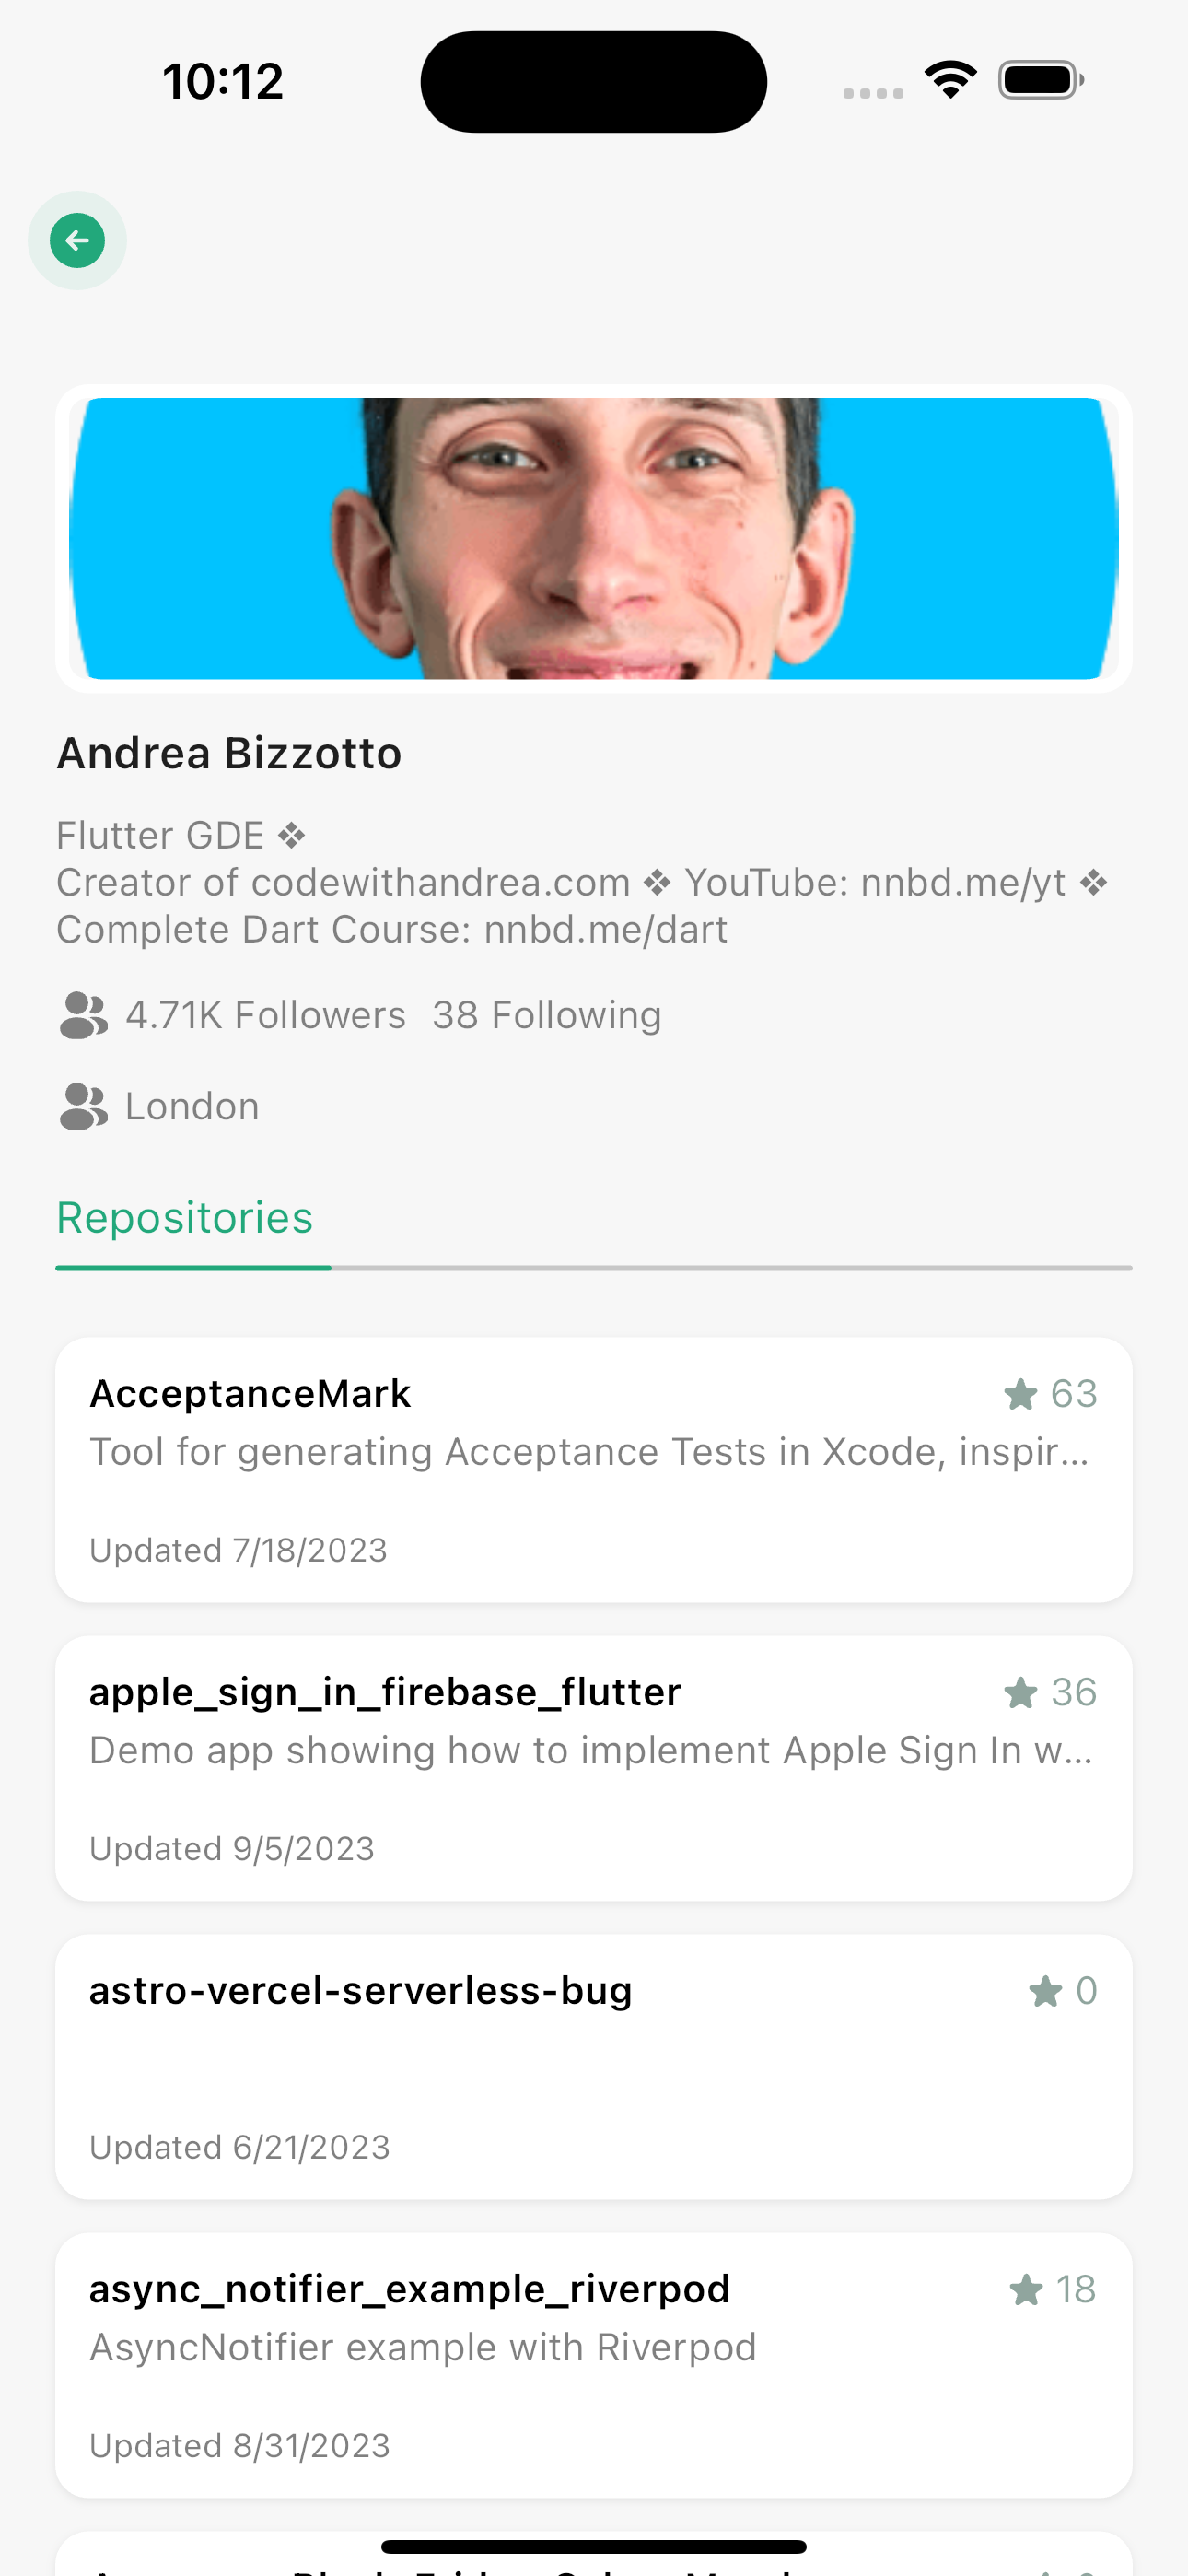 10:12
Andrea Bizzotto
Flutter GDE ❖
Creator of codewithandrea.com ❖ YouTube: nnbd.me/yt ❖
Complete Dart Course: nnbd.me/dart
4.71K Followers 38 Following
London
Repositories
AcceptanceMark 63
Tool for generating Acceptance Tests in Xcode, inspir...
Updated 7/18/2023
apple_sign_in_firebase_flutter 36
Demo app showing how to implement Apple Sign In w...
Updated 9/5/2023
astro-vercel-serverless-bug 0
Updated 6/21/2023
async_notifier_example_riverpod 18
AsyncNotifier example with Riverpod
Updated 8/31/2023